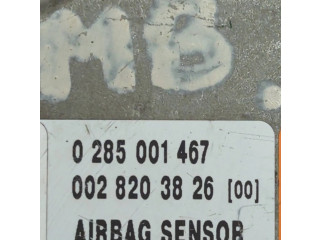 MB.
0 285 001 467
002 820 38 26 [00]
AIRBAG SENSOR